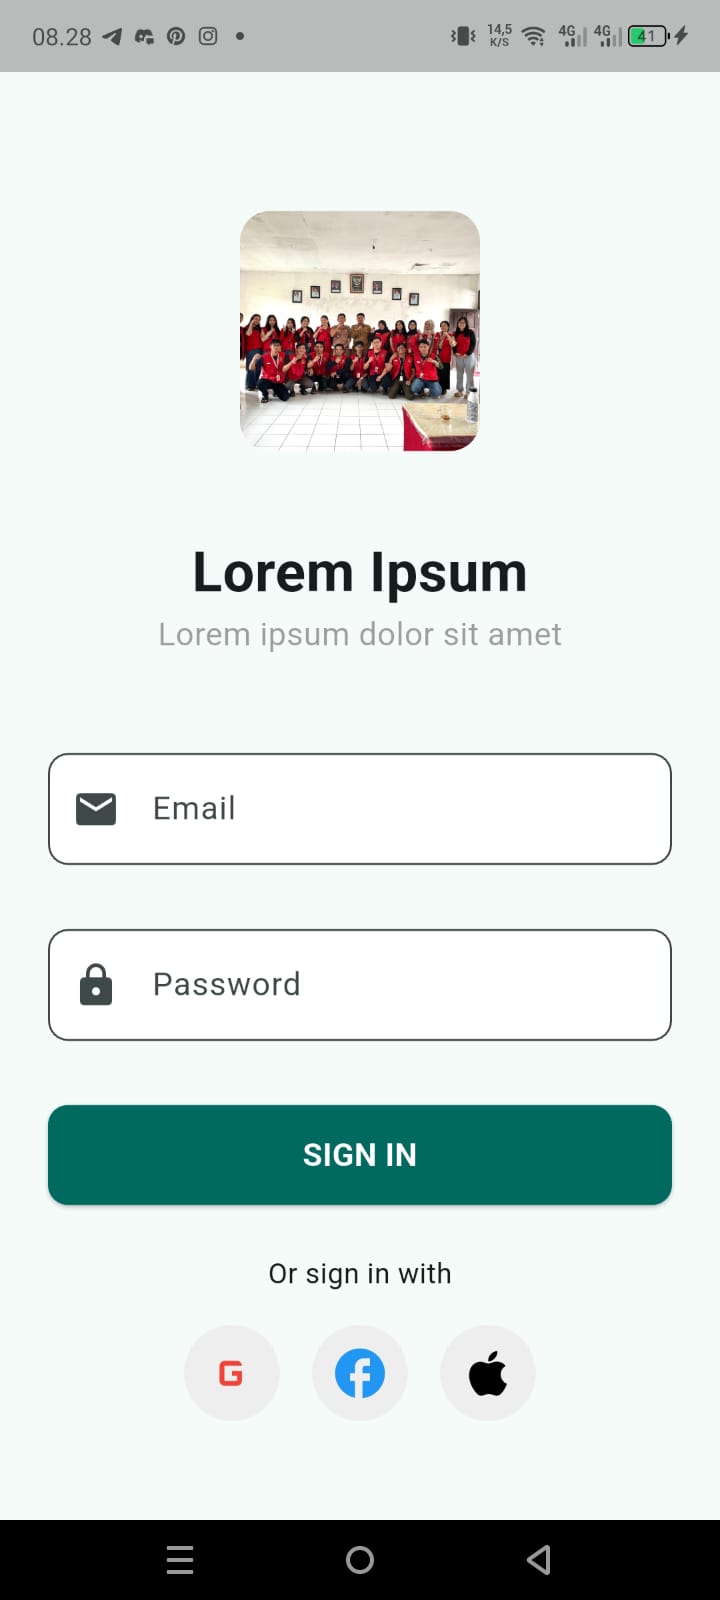 08.28
14,5
K/S
4G
4G
41
Lorem Ipsum
Lorem ipsum dolor sit amet
Email
Password
SIGN IN
Or sign in with
G